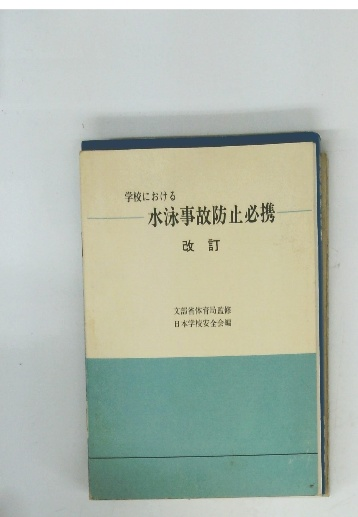 学校における
水泳事故防止必携
改訂
文部省体育局監修
日本学校安全会編